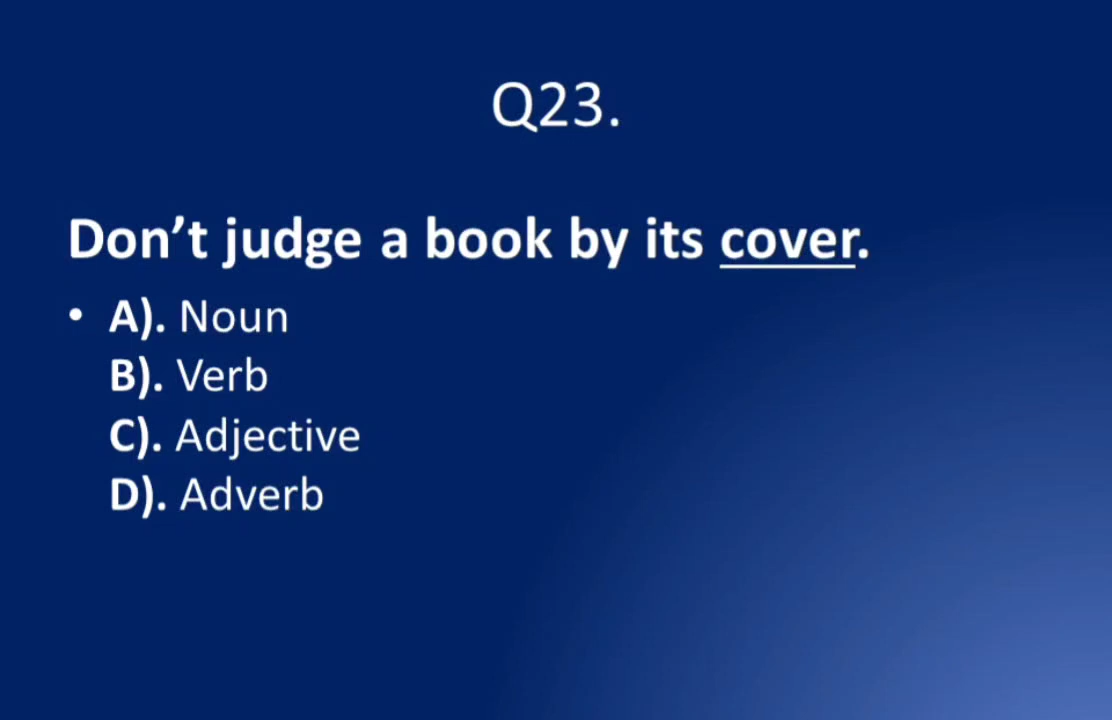 Q23.
Don’t judge a book by its cover.
• A). Noun
B). Verb
C). Adjective
D). Adverb